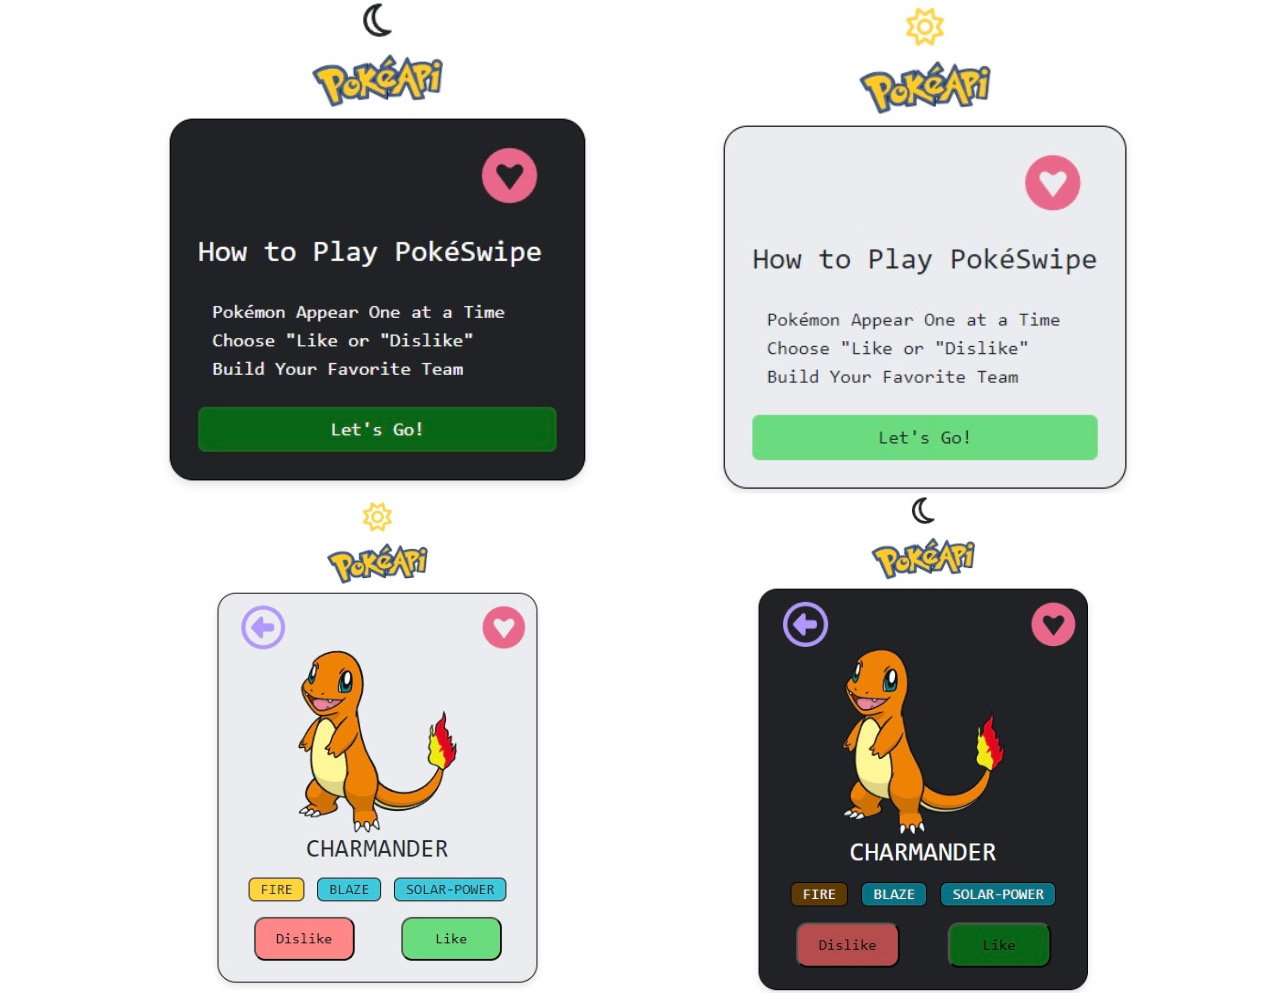 PokéApi
How to Play PokéSwipe
Pokémon Appear One at a Time
Choose "Like or "Dislike"
Build Your Favorite Team
Let's Go!
PokéApi
How to Play PokéSwipe
Pokémon Appear One at a Time
Choose "Like or "Dislike"
Build Your Favorite Team
Let's Go!
PokéApi
CHARMANDER
FIRE BLAZE SOLAR-POWER
Dislike Like
PokéApi
CHARMANDER
FIRE BLAZE SOLAR-POWER
Dislike Like